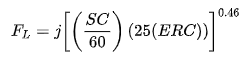 F_L = j[(SC/60)(25(ERC))]^0.46